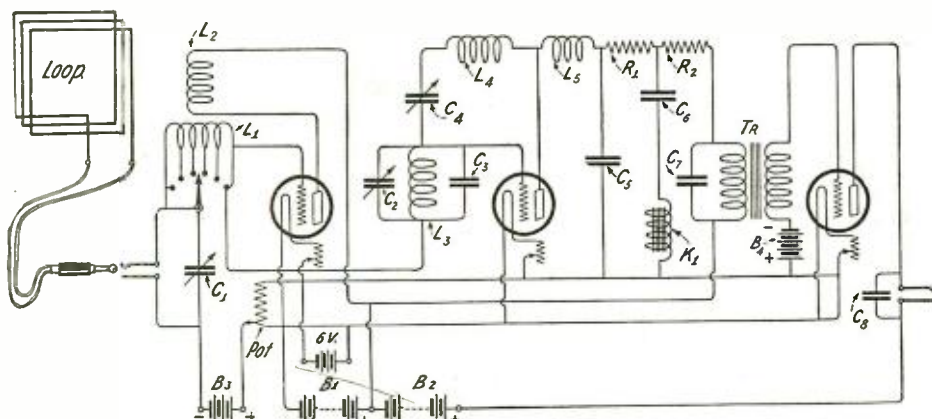 Loop.
L2
L1
C1
Pot
B3
- +
6V.
B1
B2
- +
L4
C4
C2
C3
L3
L5
R1
R2
C5
C6
K1
C7
TR
B4
-
+
C8